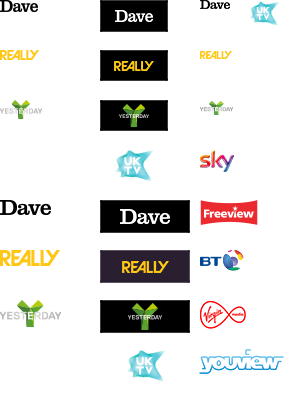 Dave
Dave
Dave
UK
TV
REALLY
REALLY
REALLY
YESTERDAY
YESTERDAY
YESTERDAY
UK
TV
sky
Dave
Dave
Freeview
REALLY
REALLY
BT
YESTERDAY
YESTERDAY
Virgin media
UK
TV
youview